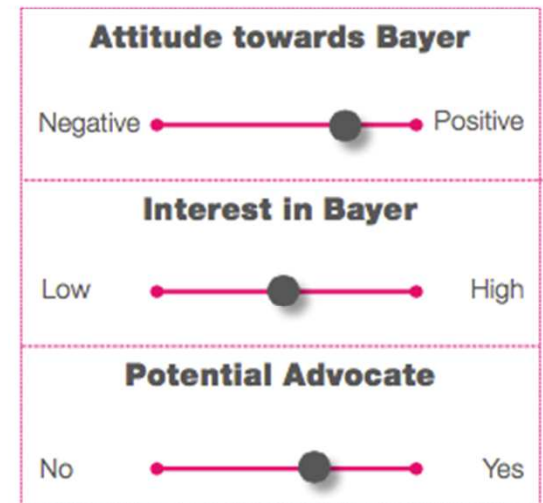 Attitude towards Bayer
Negative Positive
Interest in Bayer
Low High
Potential Advocate
No Yes